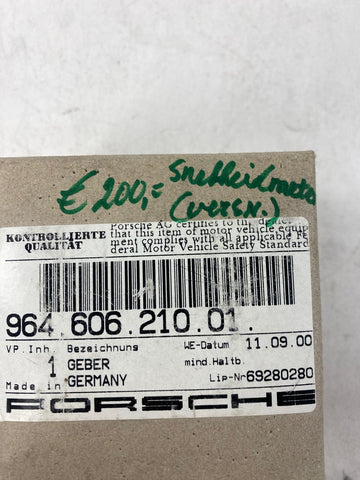 € 200,= Snelheidmeter
(versn.)
Porsche AG certifies to the dealer
that this item of motor vehicle equip
ment complies with all applicable Fe
deral Motor Vehicle Safety Standard
KONTROLLIERTE
QUALITÄT
964.606.210.01.
VP.Inh. Bezeichnung WE-Datum 11.09.00
1 GEBER mind.Haltb.
Made in GERMANY Lip-Nr 69280280
PORSCHE